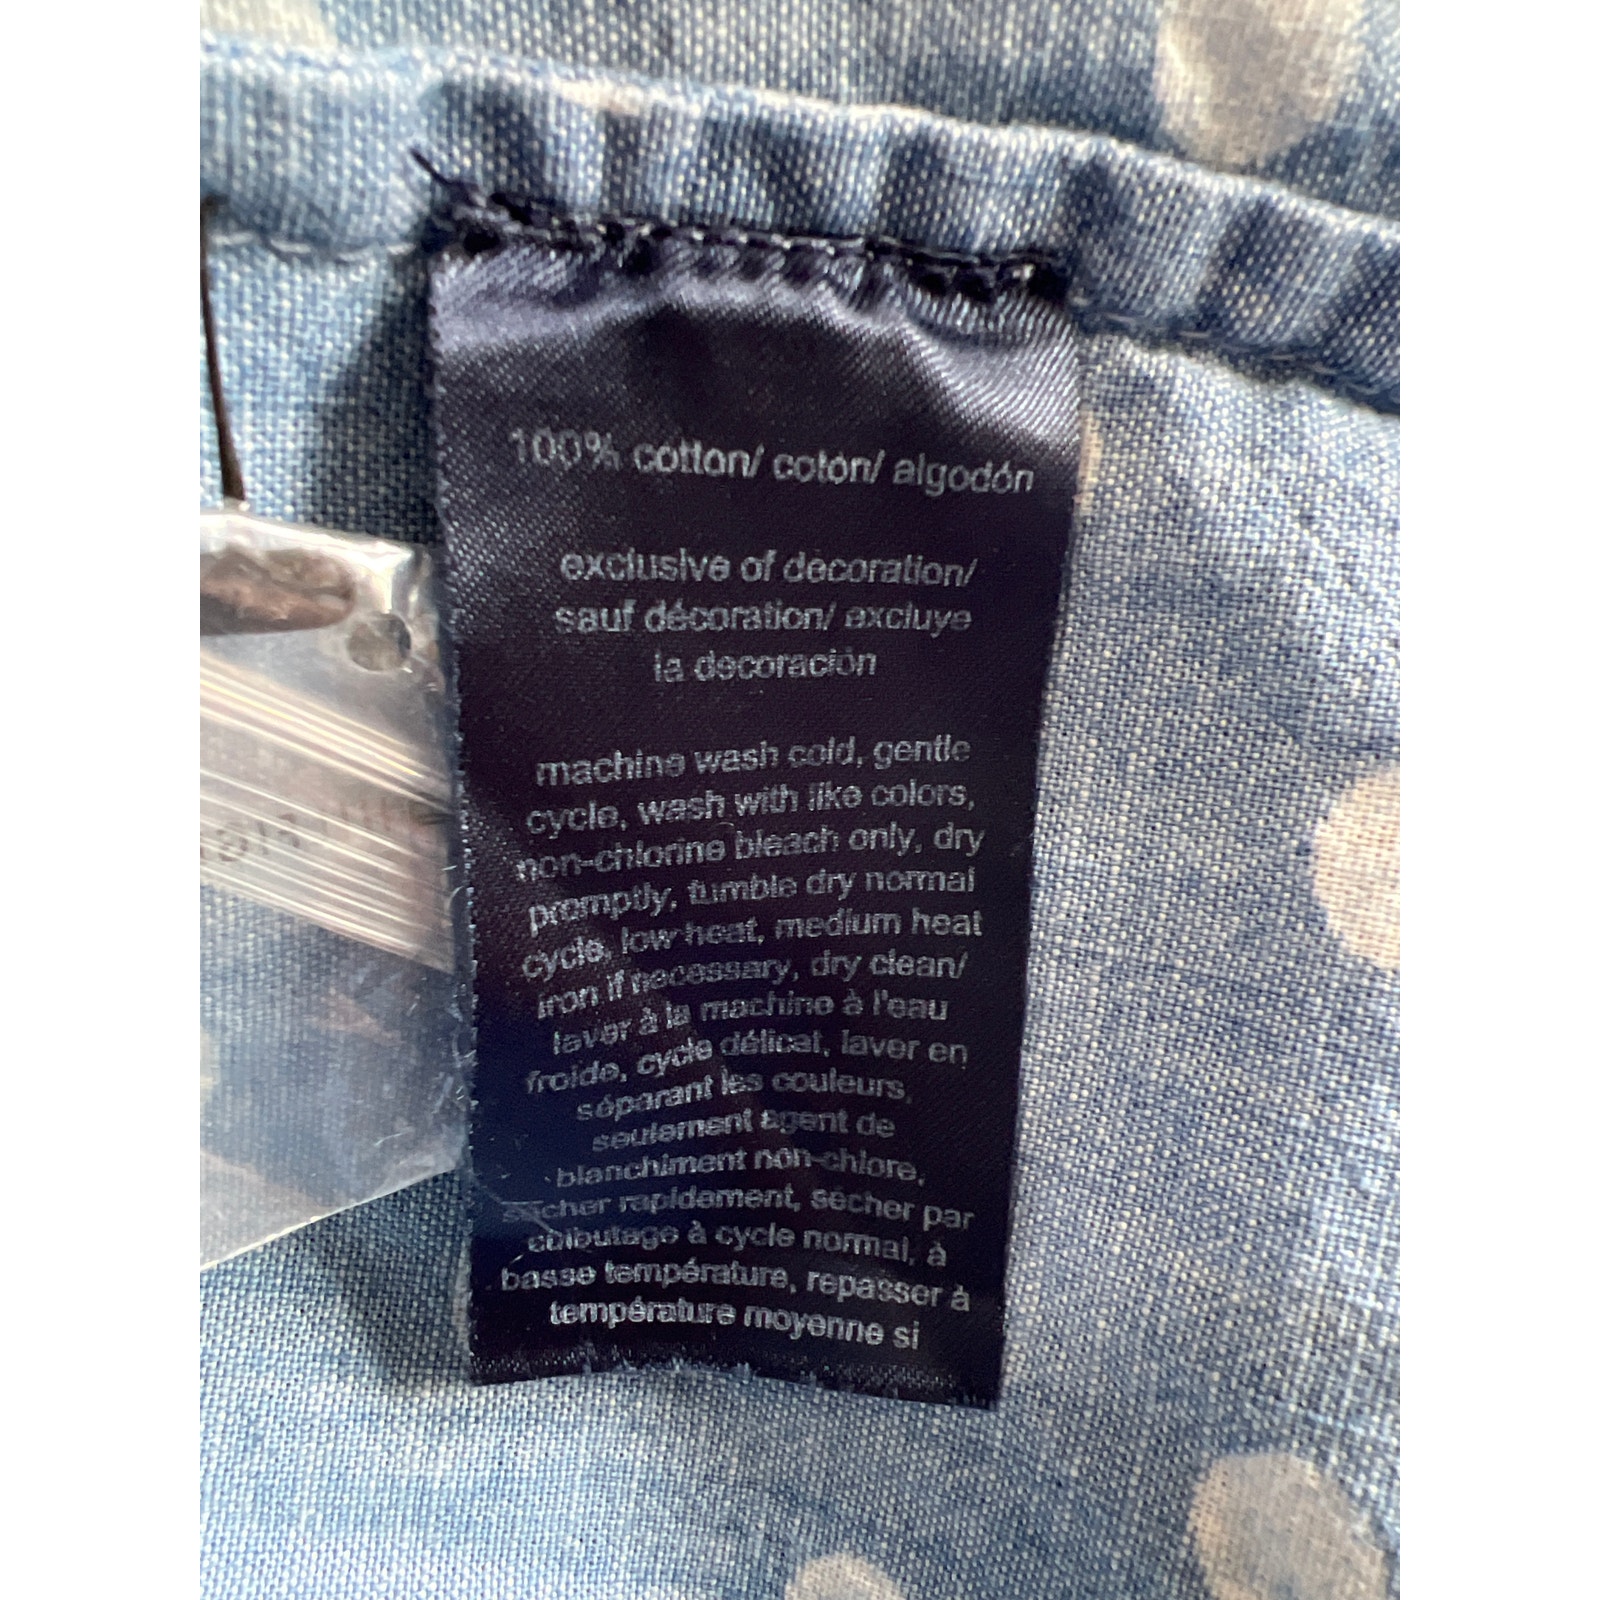 100% cotton/ coton/ algodón
exclusive of decoration/
sauf décoration/ excluye
la decoración
machine wash cold, gentle
cycle, wash with like colors,
non-chlorine bleach only, dry
promptly, tumble dry normal
cycle, low heat, medium heat
iron if necessary, dry clean/
laver à la machine à l'eau
froide, cycle délicat, laver en
séparant les couleurs,
seulement agent de
blanchiment non-chlore,
sécher rapidement, sécher par
culbutage à cycle normal, à
basse température, repasser à
température moyenne si